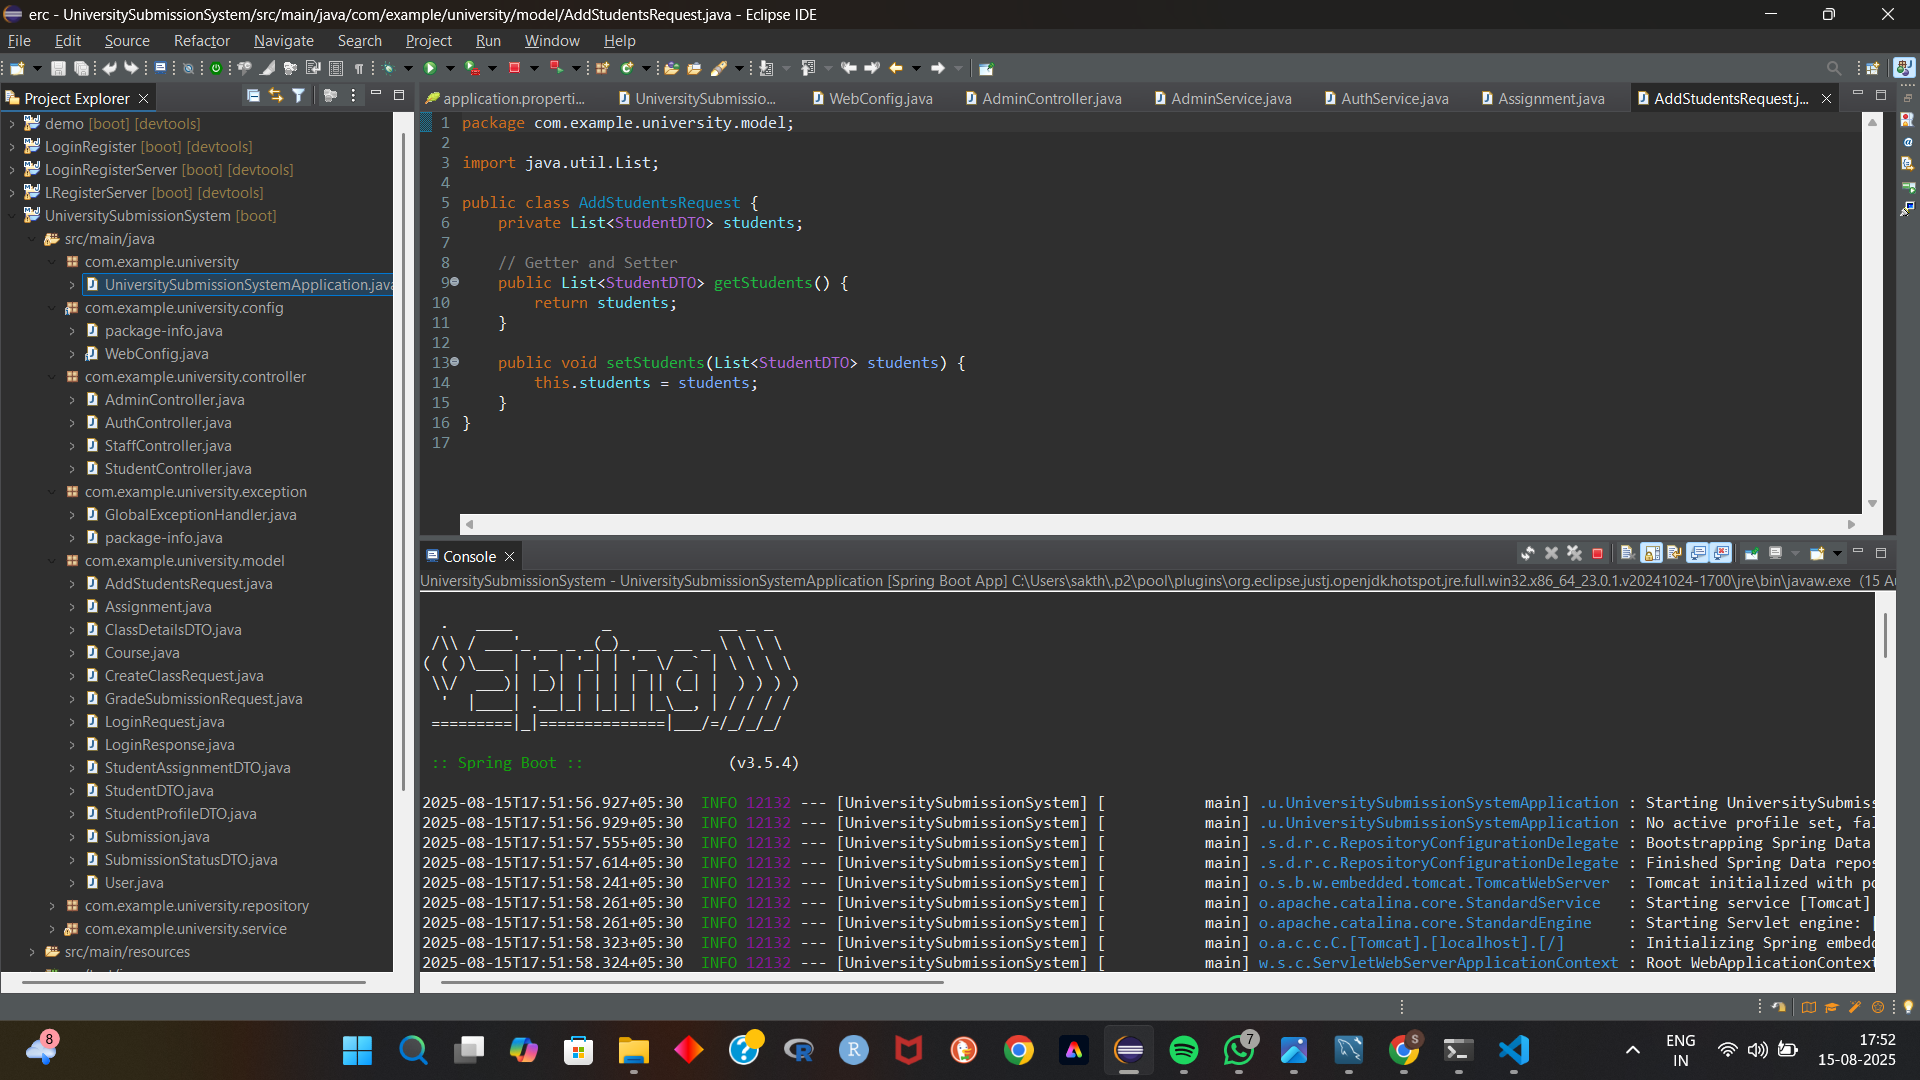 erc - UniversitySubmissionSystem/src/main/java/com/example/university/model/AddStudentsRequest.java - Eclipse IDE
File Edit Source Refactor Navigate Search Project Run Window Help
Project Explorer
demo [boot] [devtools]
LoginRegister [boot] [devtools]
LoginRegisterServer [boot] [devtools]
LRegisterServer [boot] [devtools]
UniversitySubmissionSystem [boot]
src/main/java
com.example.university
UniversitySubmissionSystemApplication.java
com.example.university.config
package-info.java
WebConfig.java
com.example.university.controller
AdminController.java
AuthController.java
StaffController.java
StudentController.java
com.example.university.exception
GlobalExceptionHandler.java
package-info.java
com.example.university.model
AddStudentsRequest.java
Assignment.java
ClassDetailsDTO.java
Course.java
CreateClassRequest.java
GradeSubmissionRequest.java
LoginRequest.java
LoginResponse.java
StudentAssignmentDTO.java
StudentDTO.java
StudentProfileDTO.java
Submission.java
SubmissionStatusDTO.java
User.java
com.example.university.repository
com.example.university.service
src/main/resources
application.properti... UniversitySubmissio... WebConfig.java AdminController.java AdminService.java AuthService.java Assignment.java AddStudentsRequest.j...
1 package com.example.university.model;
2
3 import java.util.List;
4
5 public class AddStudentsRequest {
6 private List<StudentDTO> students;
7
8 // Getter and Setter
9 public List<StudentDTO> getStudents() {
10 return students;
11 }
12
13 public void setStudents(List<StudentDTO> students) {
14 this.students = students;
15 }
16 }
17
Console
UniversitySubmissionSystem - UniversitySubmissionSystemApplication [Spring Boot App] C:\Users\sakth\.p2\pool\plugins\org.eclipse.justj.openjdk.hotspot.jre.full.win32.x86_64_23.0.1.v20241024-1700\jre\bin\javaw.exe (15 Au
Spring
:: Spring Boot :: (v3.5.4)
2025-08-15T17:51:56.927+05:30 INFO 12132 --- [UniversitySubmissionSystem] [ main] .u.UniversitySubmissionSystemApplication : Starting UniversitySubmiss
2025-08-15T17:51:56.929+05:30 INFO 12132 --- [UniversitySubmissionSystem] [ main] .u.UniversitySubmissionSystemApplication : No active profile set, fal
2025-08-15T17:51:57.555+05:30 INFO 12132 --- [UniversitySubmissionSystem] [ main] .s.d.r.c.RepositoryConfigurationDelegate : Bootstrapping Spring Data
2025-08-15T17:51:57.614+05:30 INFO 12132 --- [UniversitySubmissionSystem] [ main] .s.d.r.c.RepositoryConfigurationDelegate : Finished Spring Data repos
2025-08-15T17:51:58.241+05:30 INFO 12132 --- [UniversitySubmissionSystem] [ main] o.s.b.w.embedded.tomcat.TomcatWebServer : Tomcat initialized with po
2025-08-15T17:51:58.261+05:30 INFO 12132 --- [UniversitySubmissionSystem] [ main] o.apache.catalina.core.StandardService : Starting service [Tomcat]
2025-08-15T17:51:58.261+05:30 INFO 12132 --- [UniversitySubmissionSystem] [ main] o.apache.catalina.core.StandardEngine : Starting Servlet engine: [
2025-08-15T17:51:58.323+05:30 INFO 12132 --- [UniversitySubmissionSystem] [ main] o.a.c.c.C.[Tomcat].[localhost].[/] : Initializing Spring embedd
2025-08-15T17:51:58.324+05:30 INFO 12132 --- [UniversitySubmissionSystem] [ main] w.s.c.ServletWebServerApplicationContext : Root WebApplicationContext
8
7
S
ENG
IN
17:52
15-08-2025